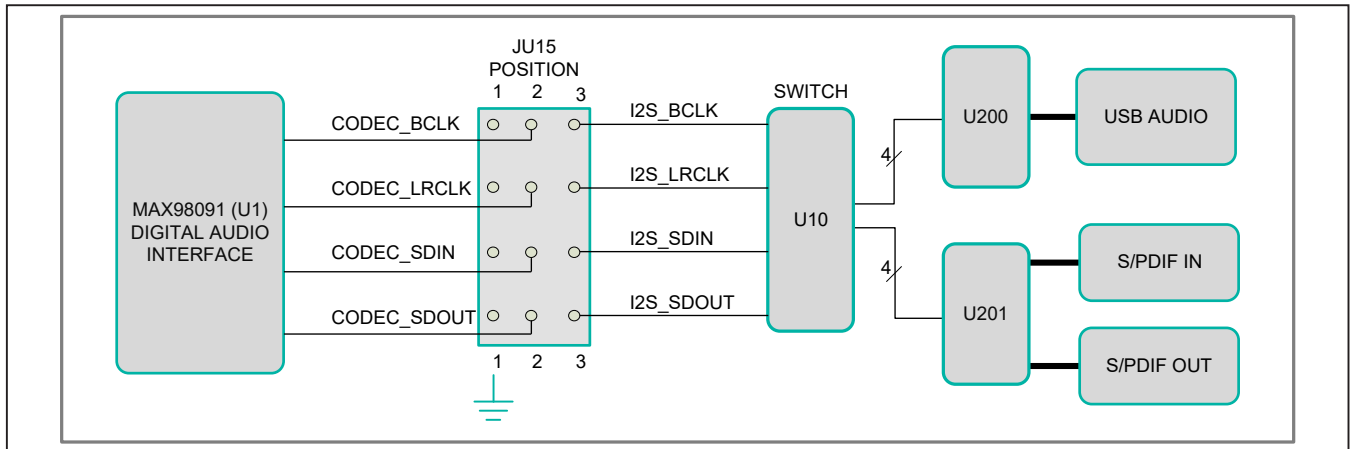 JU15
POSITION
1 2 3
SWITCH
CODEC_BCLK
I2S_BCLK
U200
USB AUDIO
4
CODEC_LRCLK
I2S_LRCLK
MAX98091 (U1)
DIGITAL AUDIO
INTERFACE
U10
CODEC_SDIN
I2S_SDIN
4
S/PDIF IN
CODEC_SDOUT
I2S_SDOUT
U201
1 2 3
S/PDIF OUT